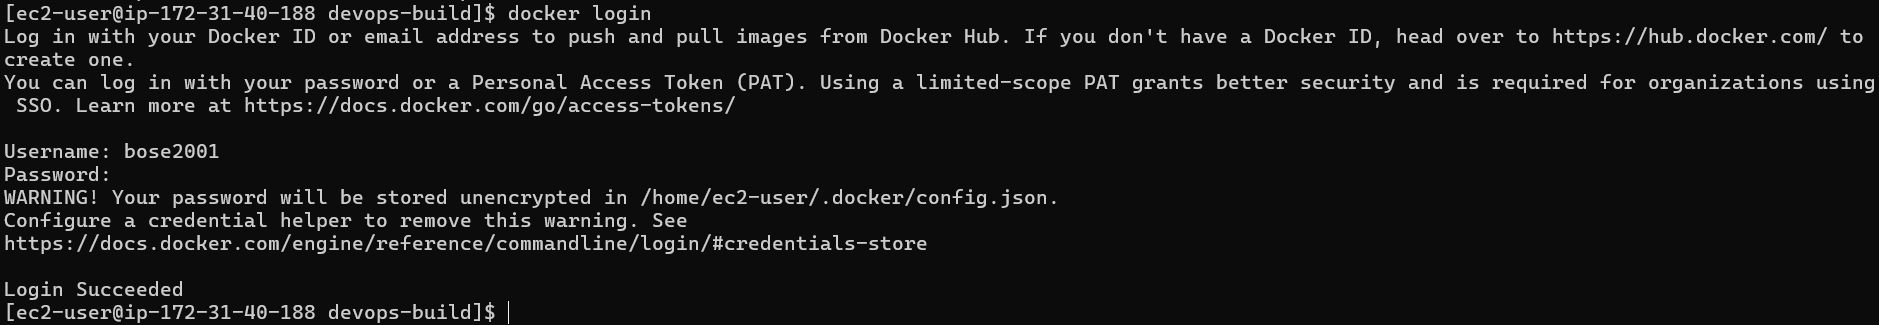 [ec2-user@ip-172-31-40-188 devops-build]$ docker login
Log in with your Docker ID or email address to push and pull images from Docker Hub. If you don't have a Docker ID, head over to https://hub.docker.com/ to
create one.
You can log in with your password or a Personal Access Token (PAT). Using a limited-scope PAT grants better security and is required for organizations using
 SSO. Learn more at https://docs.docker.com/go/access-tokens/

Username: bose2001
Password:
WARNING! Your password will be stored unencrypted in /home/ec2-user/.docker/config.json.
Configure a credential helper to remove this warning. See
https://docs.docker.com/engine/reference/commandline/login/#credentials-store

Login Succeeded
[ec2-user@ip-172-31-40-188 devops-build]$